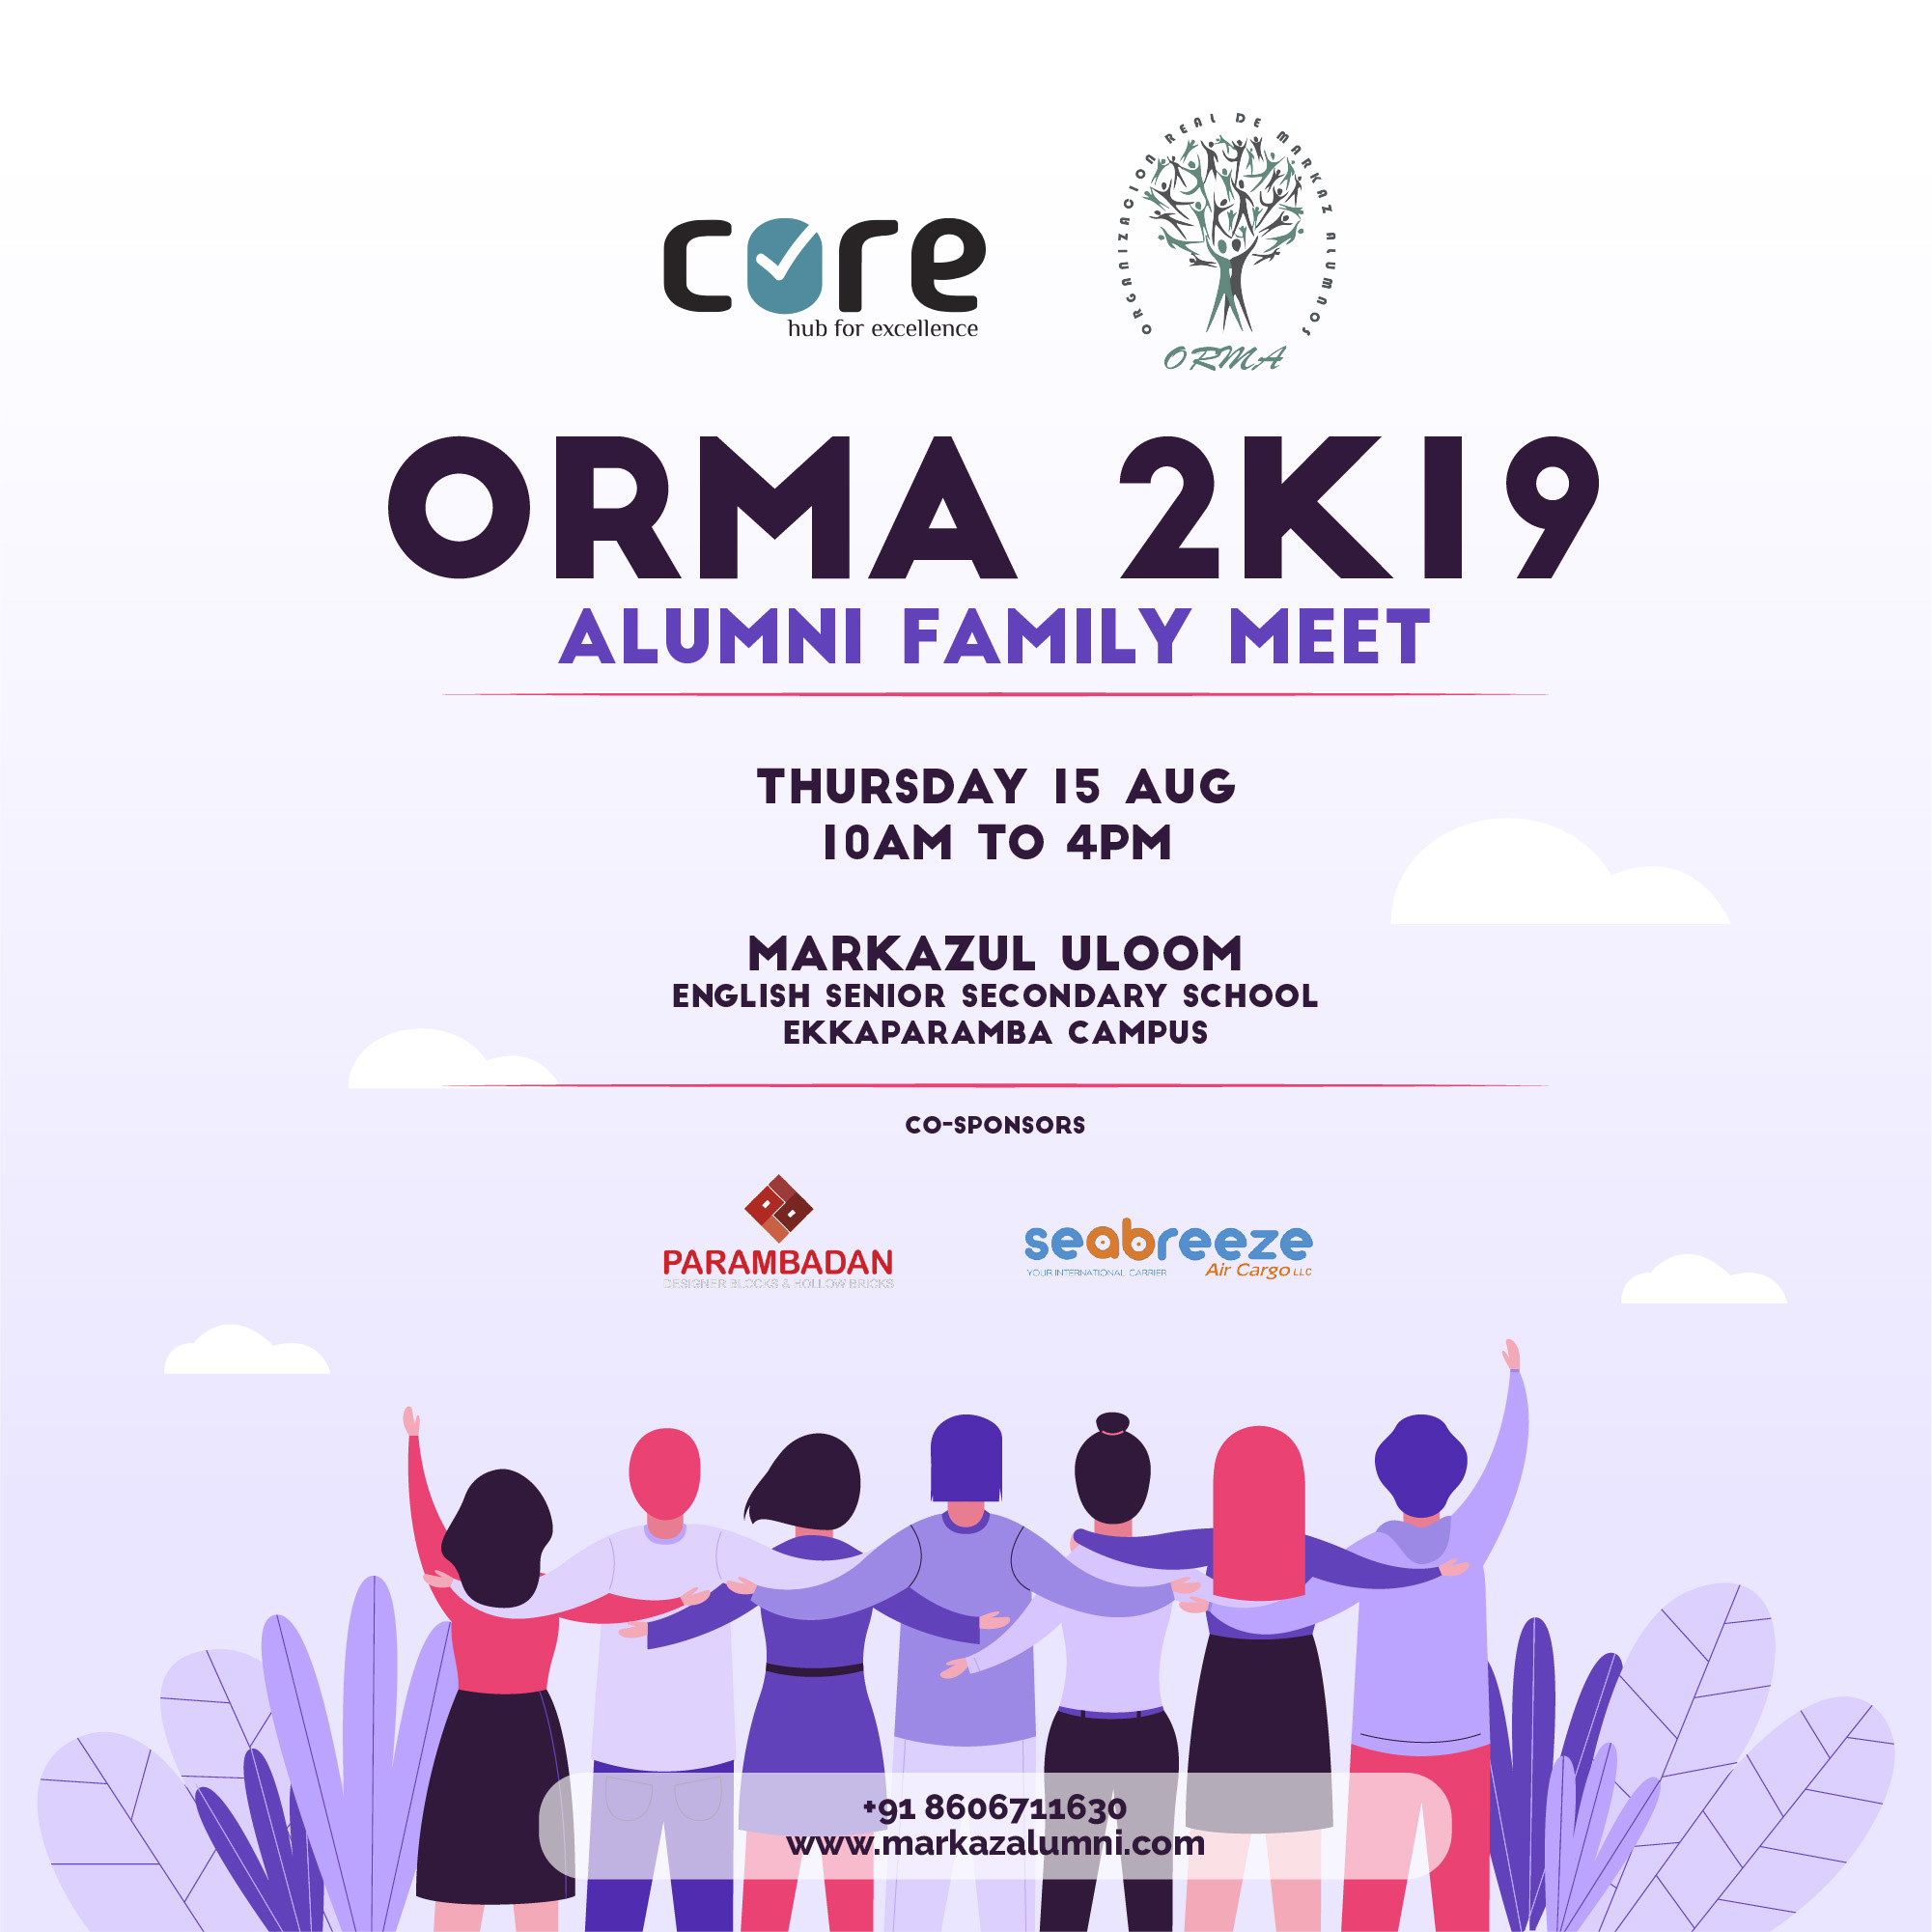 core
hub for excellence
ORGANIZACION REAL DE MARKAZ ALUMNOS
ORMA
ORMA 2K19
ALUMNI FAMILY MEET
THURSDAY 15 AUG
10AM TO 4PM
MARKAZUL ULOOM
ENGLISH SENIOR SECONDARY SCHOOL
EKKAPARAMBA CAMPUS
CO-SPONSORS
PARAMBADAN
DESIGNER BLOCKS & HOLLOW BRICKS
seabreeze
YOUR INTERNATIONAL CARRIER Air Cargo LLC
+91 8606711630
www.markazalumni.com